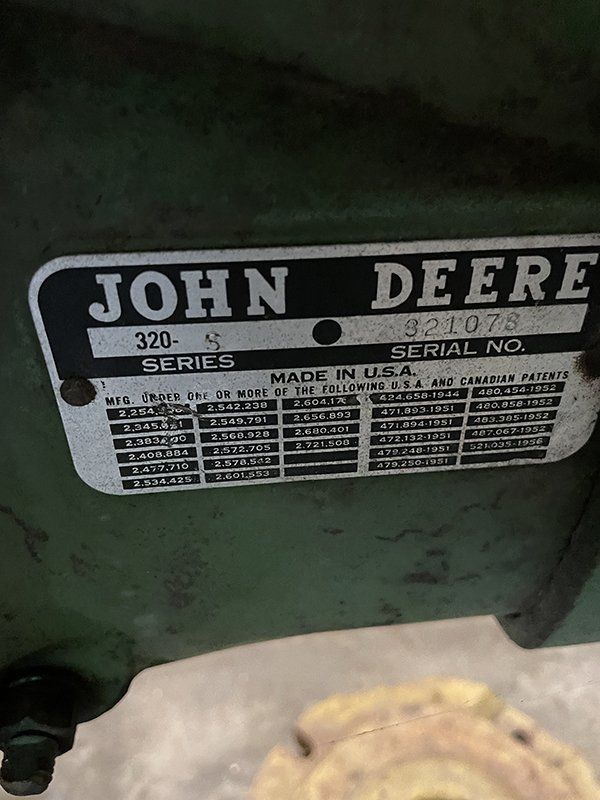 JOHN DEERE
320- S 321078
SERIES SERIAL NO.
MADE IN U.S.A.
MFG. UNDER ONE OR MORE OF THE FOLLOWING U.S.A. AND CANADIAN PATENTS
2,542,238 424,658-1944 480,454-1952
2,549,791 2,656,893 471,893-1951 480,858-1952
2,568,928 2,680,401 471,894-1951 483,385-1952
2,408,884 2,572,705 2,721,508 472,132-1951 487,067-1952
2,477,710 2,578,542 479,248-1951 521,035-1956
2,534,425 2,601,553 479,250-1951